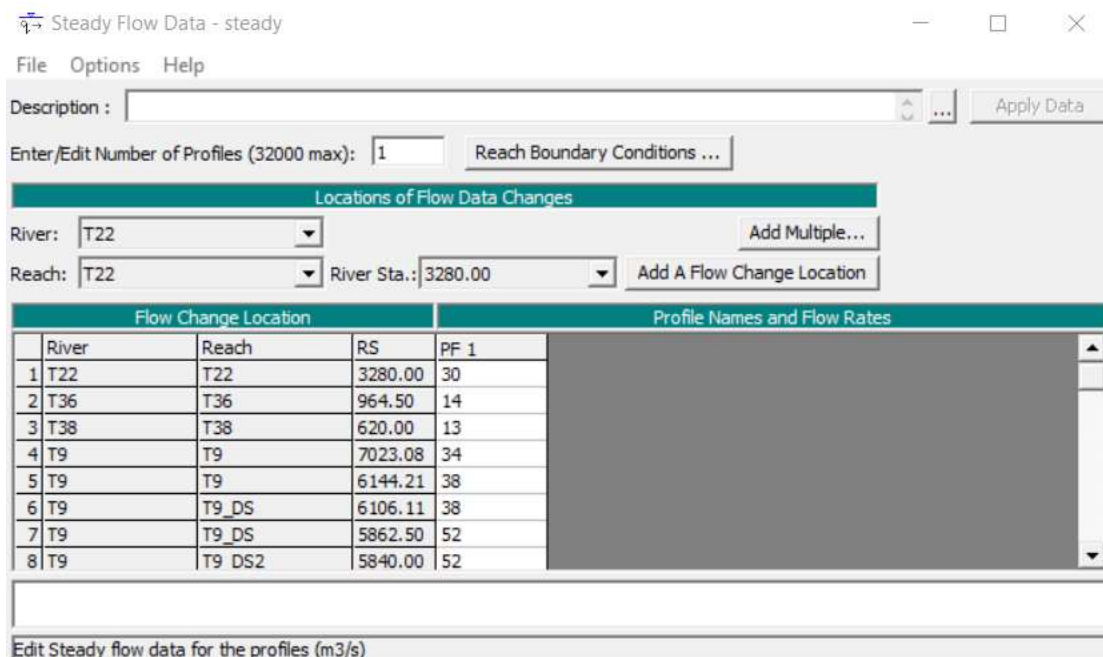 Steady Flow Data - steady
File Options Help
Description : ... Apply Data
Enter/Edit Number of Profiles (32000 max): 1 Reach Boundary Conditions ...
Locations of Flow Data Changes
River: T22 Add Multiple...
Reach: T22 River Sta.: 3280.00 Add A Flow Change Location
Flow Change Location Profile Names and Flow Rates
River Reach RS PF 1
1 T22 T22 3280.00 30
2 T36 T36 964.50 14
3 T38 T38 620.00 13
4 T9 T9 7023.08 34
5 T9 T9 6144.21 38
6 T9 T9_DS 6106.11 38
7 T9 T9_DS 5862.50 52
8 T9 T9_DS2 5840.00 52
Edit Steady flow data for the profiles (m3/s)